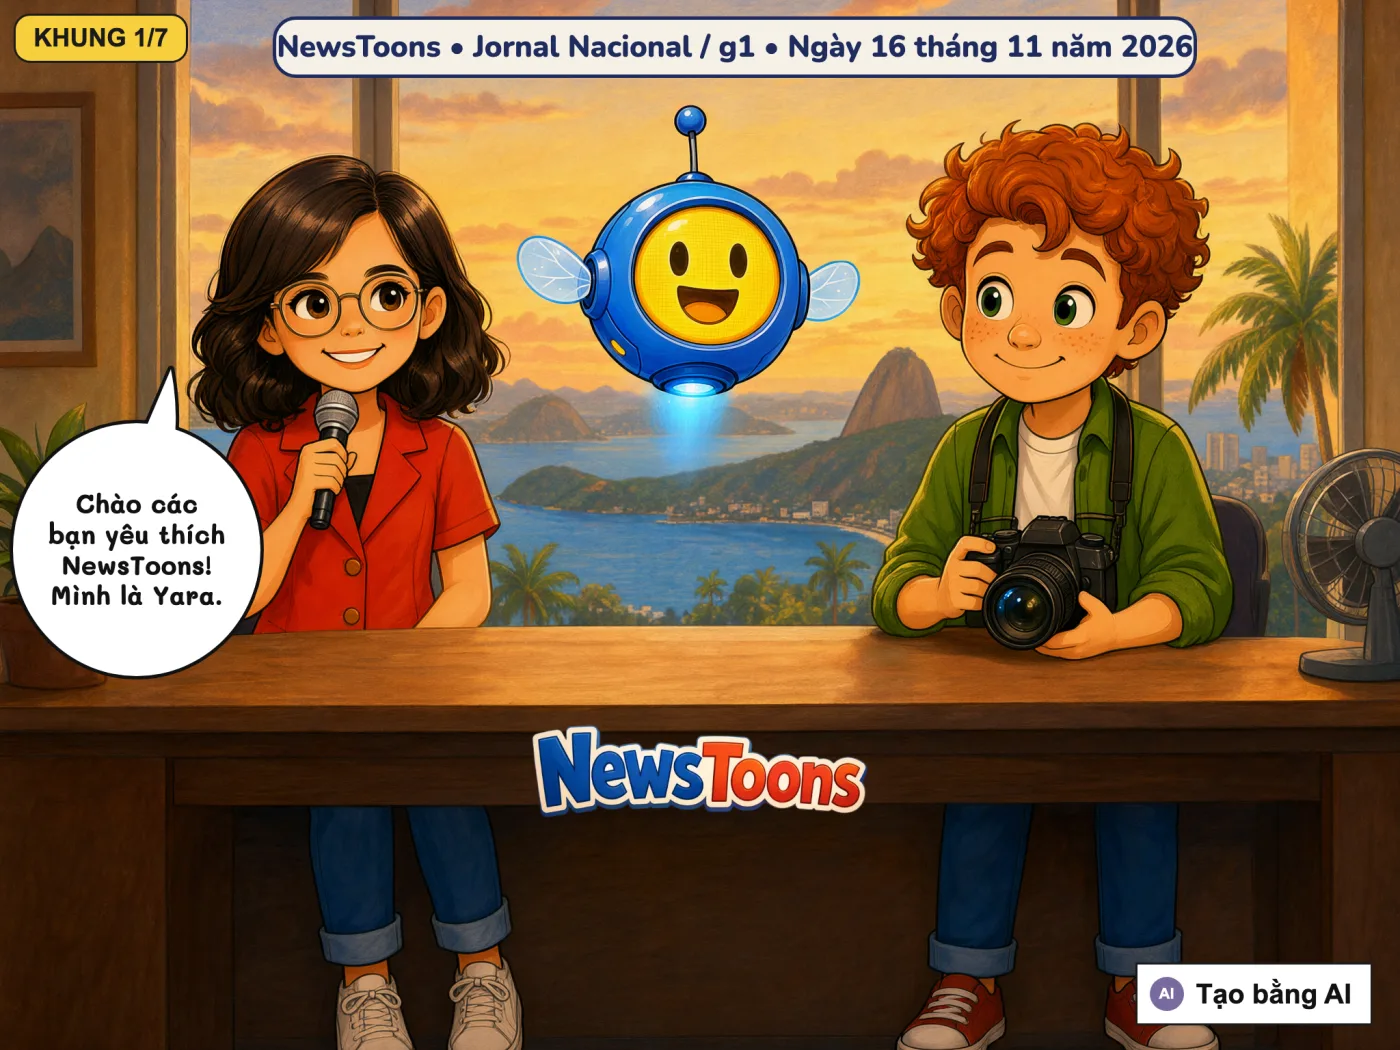 KHUNG 1/7
NewsToons • Jornal Nacional / g1 • Ngày 16 tháng 11 năm 2026
Chào các
bạn yêu thích
NewsToons!
Mình là Yara.
NewsToons
AI Tạo bằng AI